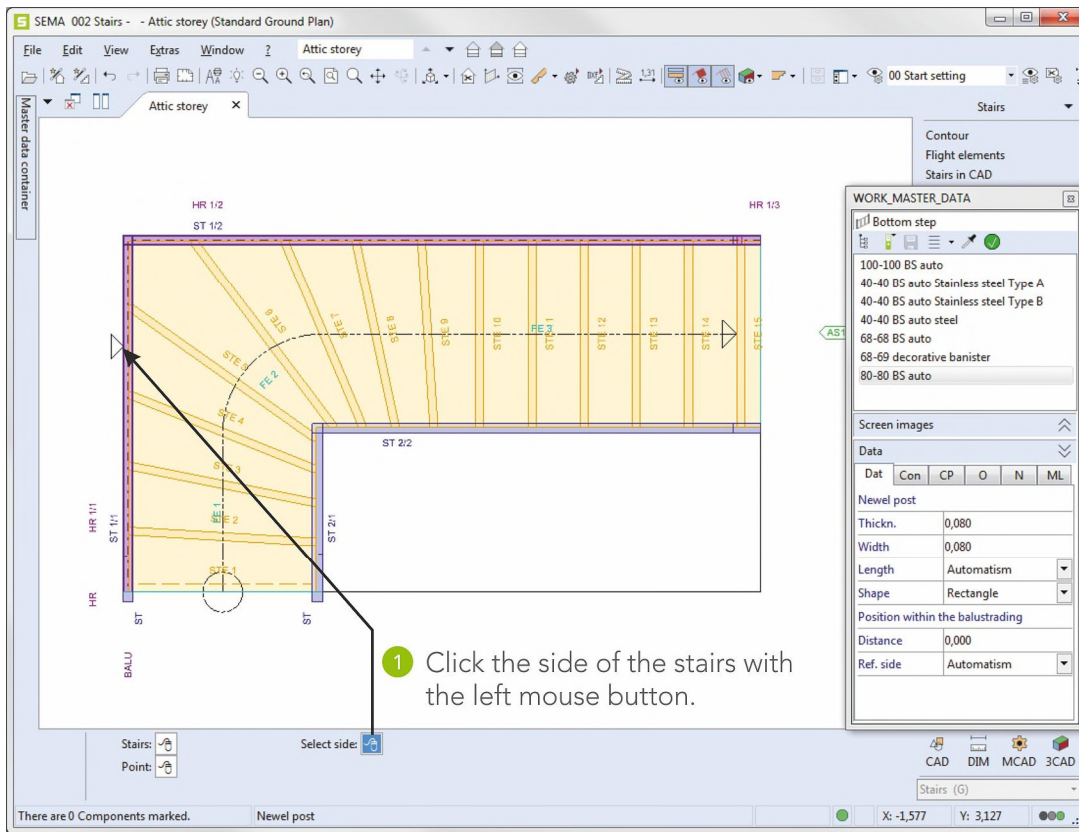 SEMA 002 Stairs - - Attic storey (Standard Ground Plan)
File Edit View Extras Window ? Attic storey
1,31 00 Start setting
Master data container
Attic storey ✕
Stairs
Contour
Flight elements
Stairs in CAD
WORK_MASTER_DATA
Bottom step
100-100 BS auto
40-40 BS auto Stainless steel Type A
40-40 BS auto Stainless steel Type B
40-40 BS auto steel
68-68 BS auto
68-69 decorative banister
80-80 BS auto
Screen images
Data
Dat Con CP O N ML
Newel post
Thickn. 0,080
Width 0,080
Length Automatism
Shape Rectangle
Position within the balustrading
Distance 0,000
Ref. side Automatism
HR 1/2
HR 1/3
ST 1/2
STE 6
STE 7
STE 8
STE 9
STE 10
STE 12
STE 13
STE 14
STE 15
FE 3
AS1
STE 5
FE 2
STE 4
ST 2/2
STE 3
HR 1/1
ST 1/1
FE 1
ST 2/1
STE 1
HR
ST
ST
BALU
1 Click the side of the stairs with
the left mouse button.
Stairs:
Select side:
Point:
CAD DIM MCAD 3CAD
Stairs (G)
There are 0 Components marked. Newel post X: -1,577 Y: 3,127